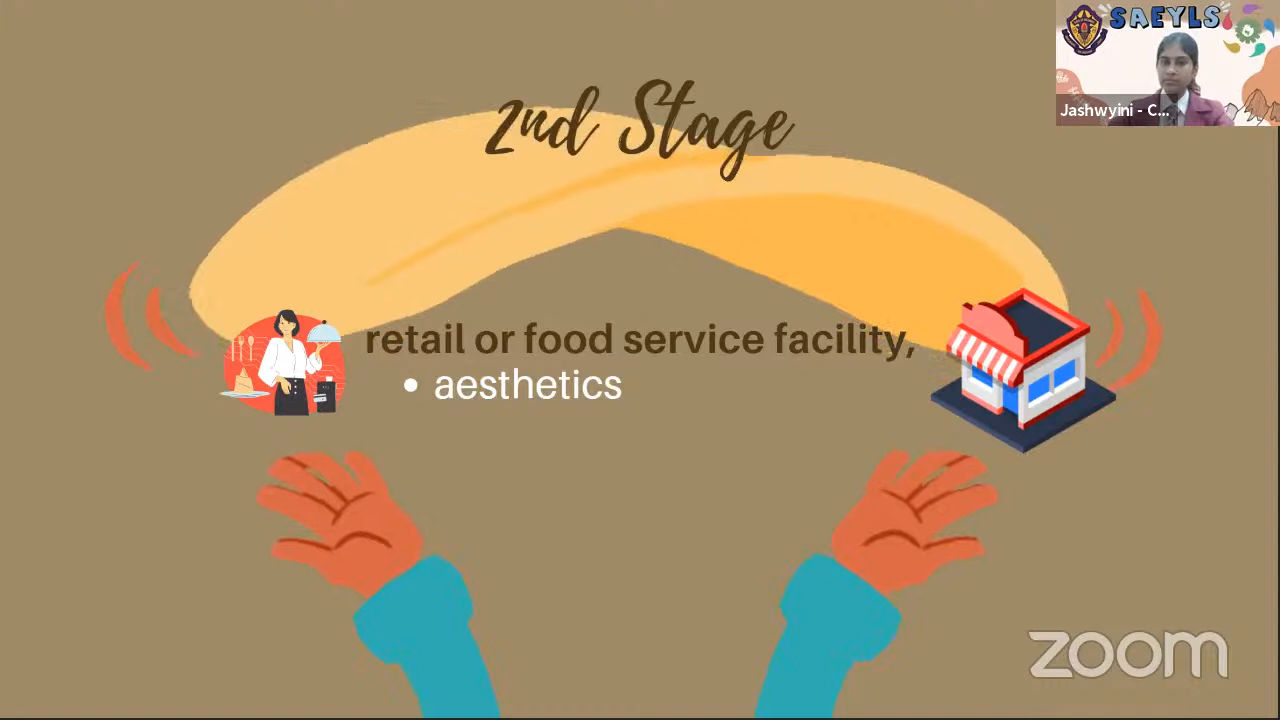 SAEYLS
Jashwyini - C...
2nd Stage
retail or food service facility,
• aesthetics
zoom